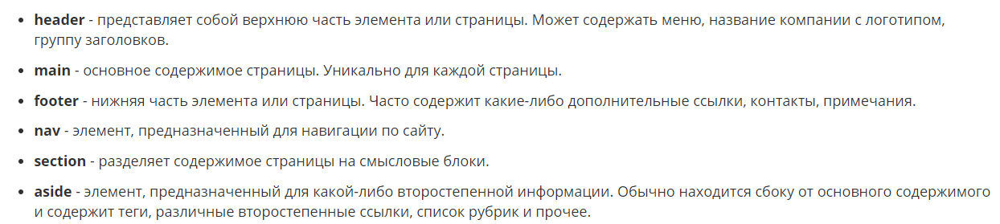 header - представляет собой верхнюю часть элемента или страницы. Может содержать меню, название компании с логотипом,
группу заголовков.
main - основное содержимое страницы. Уникально для каждой страницы.
footer - нижняя часть элемента или страницы. Часто содержит какие-либо дополнительные ссылки, контакты, примечания.
nav - элемент, предназначенный для навигации по сайту.
section - разделяет содержимое страницы на смысловые блоки.
aside - элемент, предназначенный для какой-либо второстепенной информации. Обычно находится сбоку от основного содержимого
и содержит теги, различные второстепенные ссылки, список рубрик и прочее.